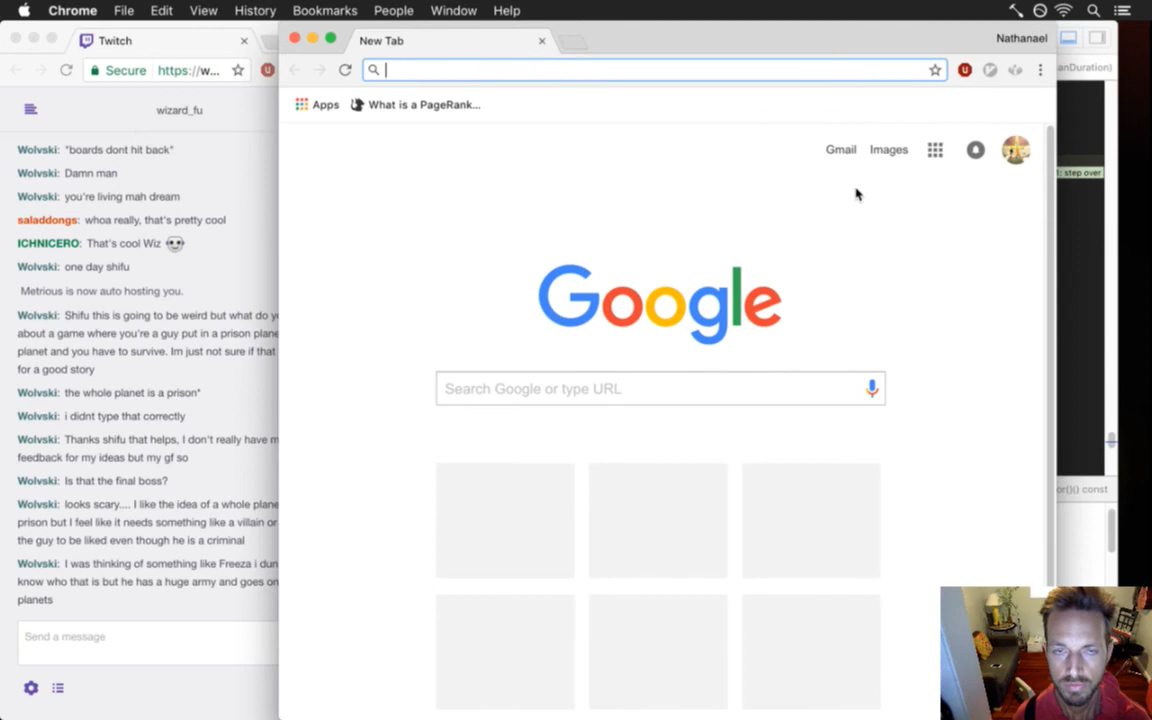 Chrome File Edit View History Bookmarks People Window Help
Twitch
Secure https://w...
wizard_fu
Wolvski: "boards dont hit back"
Wolvski: Damn man
Wolvski: you're living mah dream
saladdongs: whoa really, that's pretty cool
ICHNICERO: That's cool Wiz
Wolvski: one day shifu
Metrious is now auto hosting you.
Wolvski: Shifu this is going to be weird but what do y
about a game where you're a guy put in a prison plane
planet and you have to survive. Im just not sure if that
for a good story
Wolvski: the whole planet is a prison*
Wolvski: i didnt type that correctly
Wolvski: Thanks shifu that helps, I don't really have m
feedback for my ideas but my gf so
Wolvski: Is that the final boss?
Wolvski: looks scary.... I like the idea of a whole plane
prison but I feel like it needs something like a villain or
the guy to be liked even though he is a criminal
Wolvski: I was thinking of something like Freeza i dun
know who that is but he has a huge army and goes on
planets
Send a message
New Tab
Nathanael
Apps
What is a PageRank...
Gmail
Images
Google
Search Google or type URL
anDuration)
: step over
or()() const